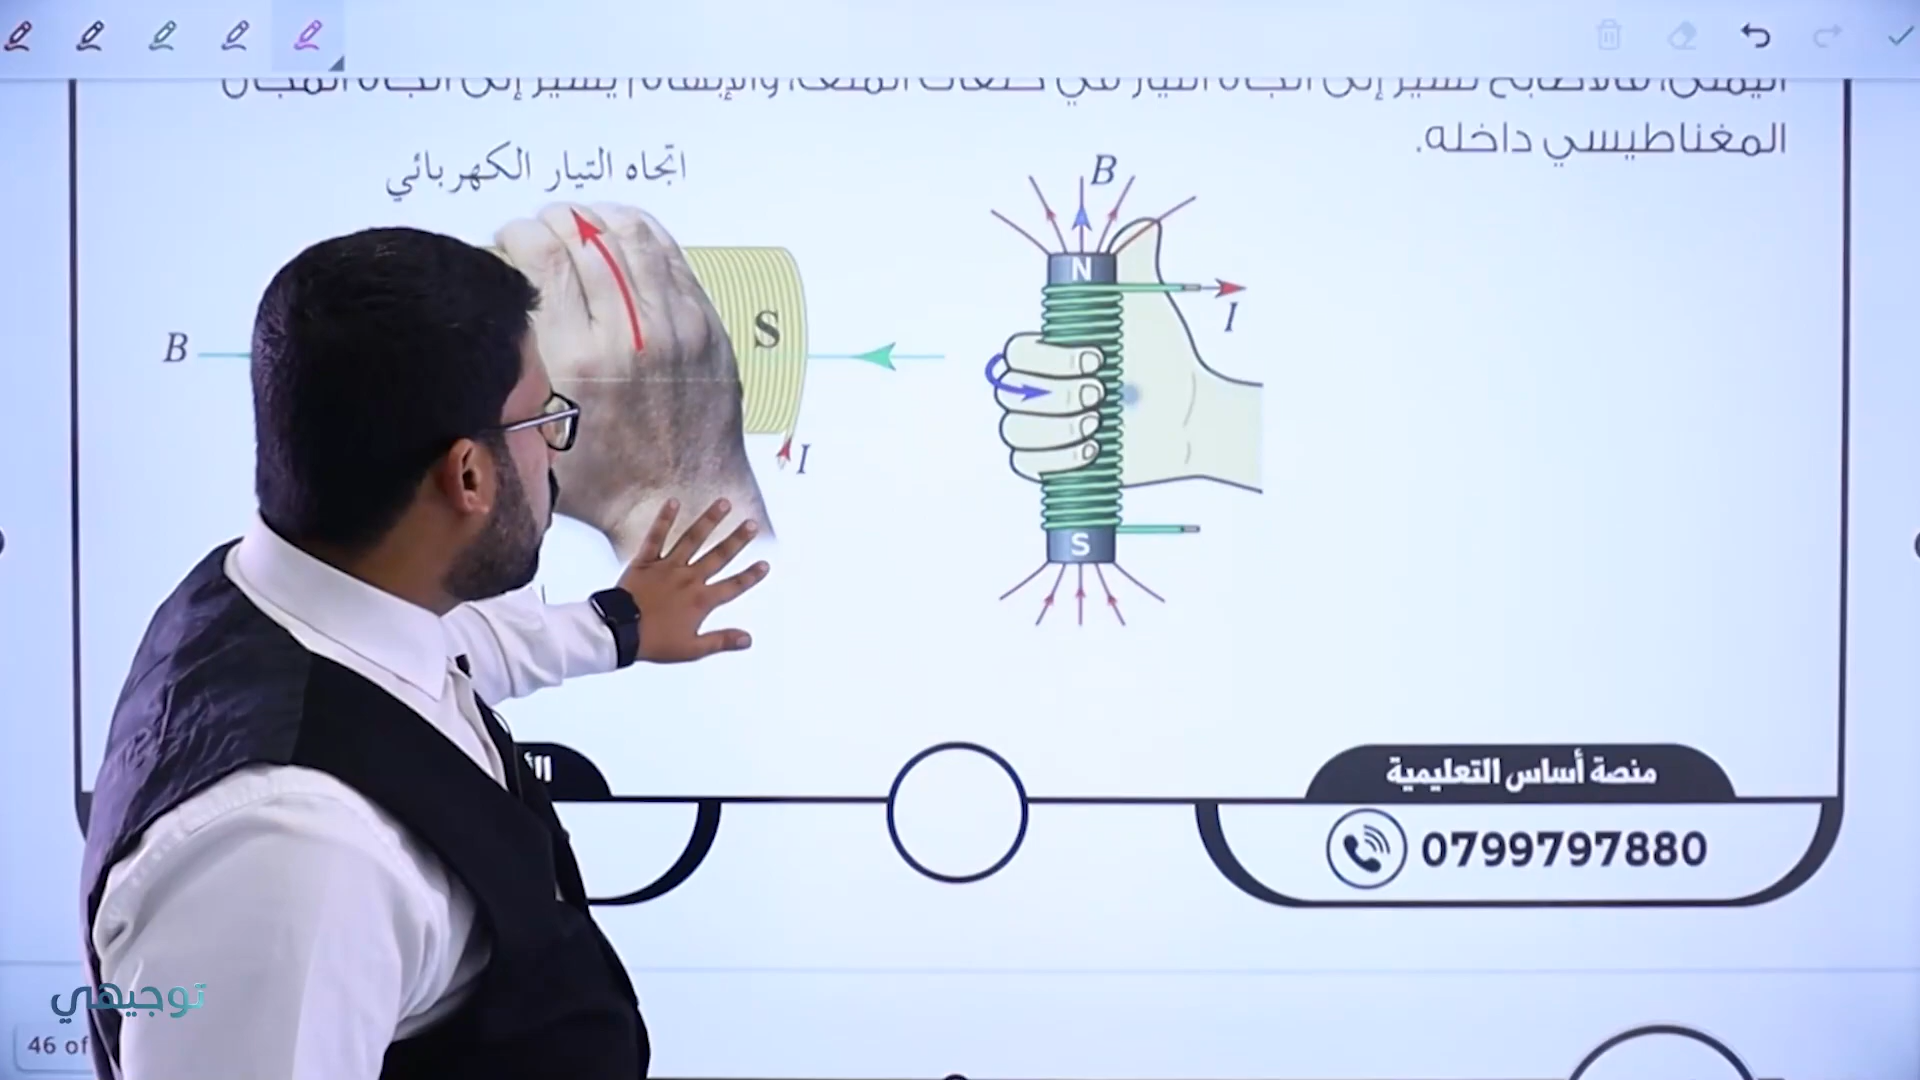 المغناطيسي داخله.
اتجاه التيار الكهربائي
B
B
N
I
S
I
S
منصة أساس التعليمية
0799797880
توجيهي
46 of